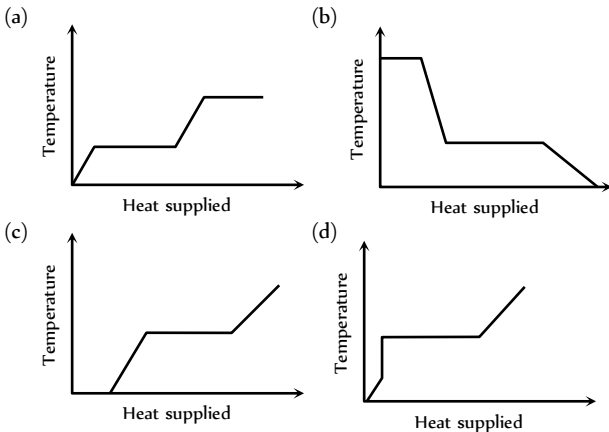 (a)
Temperature
Heat supplied
(b)
Temperature
Heat supplied
(c)
Temperature
Heat supplied
(d)
Temperature
Heat supplied